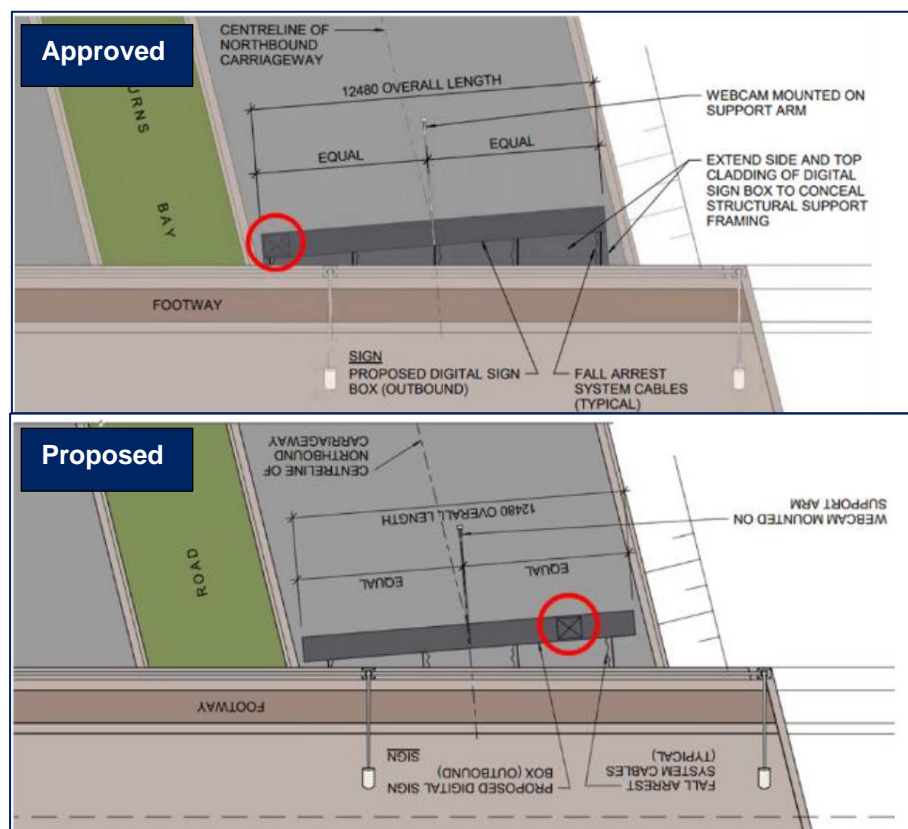 Approved
CENTRELINE OF
NORTHBOUND
CARRIAGEWAY
12480 OVERALL LENGTH
WEBCAM MOUNTED ON
SUPPORT ARM
EQUAL
EQUAL
EXTEND SIDE AND TOP
CLADDING OF DIGITAL
SIGN BOX TO CONCEAL
STRUCTURAL SUPPORT
FRAMING
URNS
BAY
FOOTWAY
SIGN
PROPOSED DIGITAL SIGN
BOX (OUTBOUND)
FALL ARREST
SYSTEM CABLES
(TYPICAL)
Proposed
CENTRELINE OF
NORTHBOUND
CARRIAGEWAY
12480 OVERALL LENGTH
WEBCAM MOUNTED ON
SUPPORT ARM
EQUAL
EQUAL
ROAD
FOOTWAY
SIGN
PROPOSED DIGITAL SIGN
BOX (OUTBOUND)
FALL ARREST
SYSTEM CABLES
(TYPICAL)